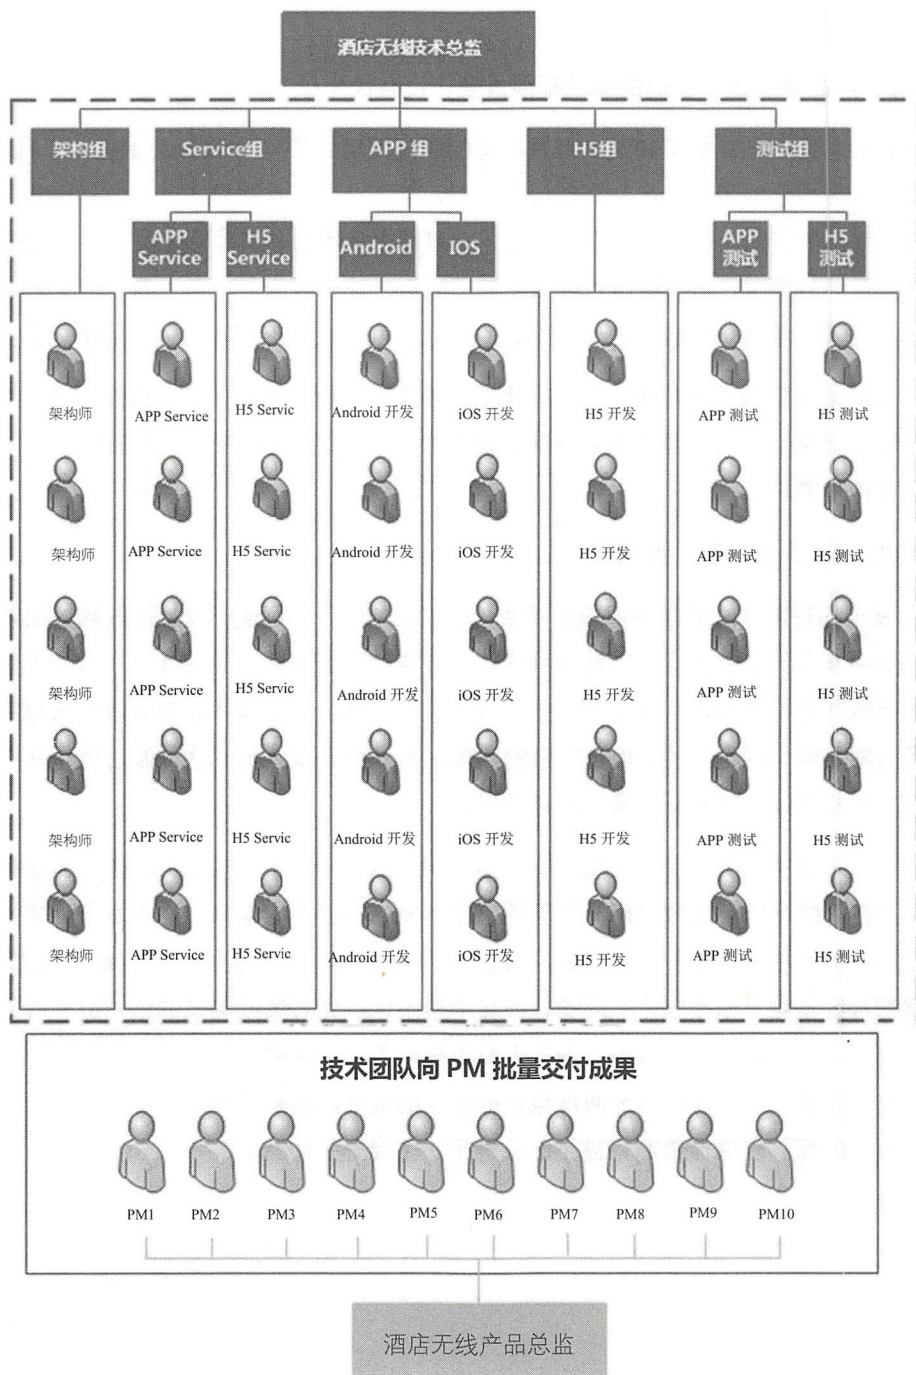 酒店无线技术总监
架构组 Service组 APP 组 H5组 测试组
APP Service H5 Service Android IOS APP 测试 H5 测试
架构师 APP Service H5 Servic Android 开发 iOS 开发 H5 开发 APP 测试 H5 测试
架构师 APP Service H5 Servic Android 开发 iOS 开发 H5 开发 APP 测试 H5 测试
架构师 APP Service H5 Servic Android 开发 iOS 开发 H5 开发 APP 测试 H5 测试
架构师 APP Service H5 Servic Android 开发 iOS 开发 H5 开发 APP 测试 H5 测试
架构师 APP Service H5 Servic Android 开发 iOS 开发 H5 开发 APP 测试 H5 测试
技术团队向 PM 批量交付成果
PM1 PM2 PM3 PM4 PM5 PM6 PM7 PM8 PM9 PM10
酒店无线产品总监